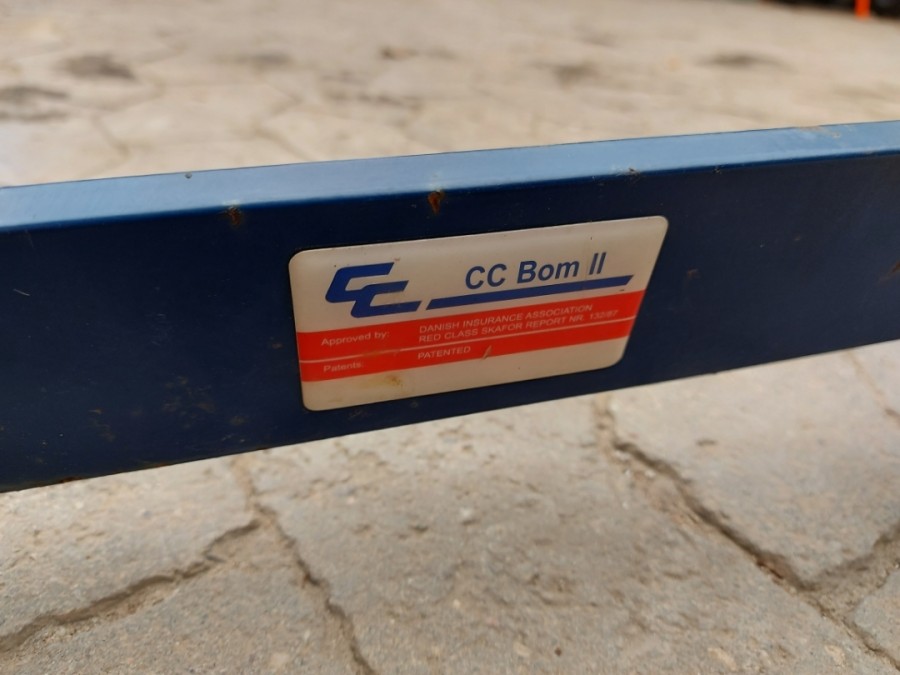 CC CC Bom II
Approved by: DANISH INSURANCE ASSOCIATION
RED CLASS SKAFOR REPORT NR. 132/87
Patents: PATENTED